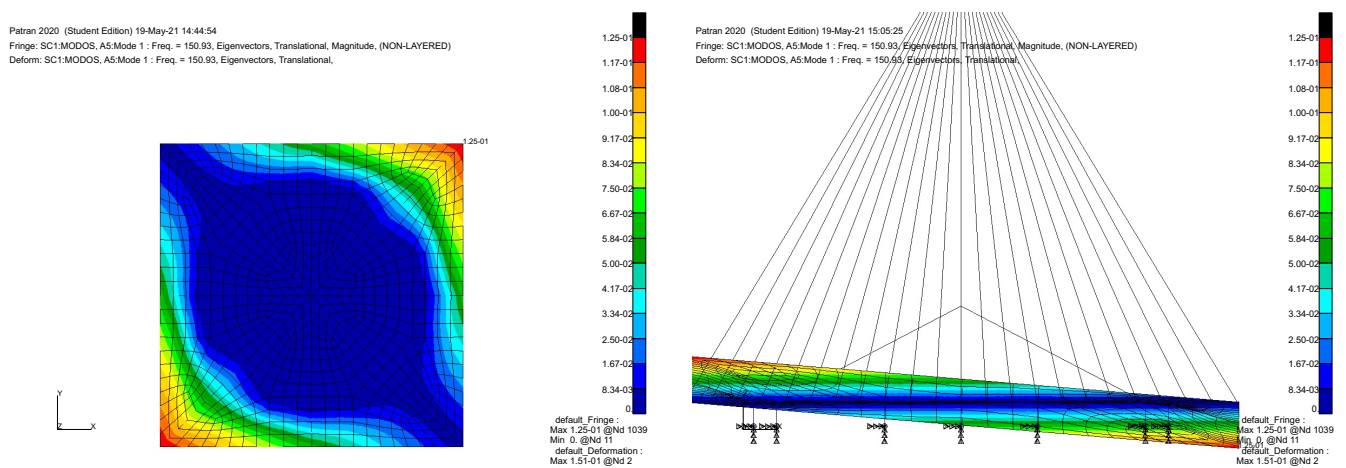 Patran 2020 (Student Edition) 19-May-21 14:44:54
Fringe: SC1:MODOS, A5:Mode 1 : Freq. = 150.93, Eigenvectors, Translational, Magnitude, (NON-LAYERED)
Deform: SC1:MODOS, A5:Mode 1 : Freq. = 150.93, Eigenvectors, Translational,
1.25-01
Y
Z
X
1.25-01
1.17-01
1.08-01
1.00-01
9.17-02
8.34-02
7.50-02
6.67-02
5.84-02
5.00-02
4.17-02
3.34-02
2.50-02
1.67-02
8.34-03
0.
default_Fringe :
Max 1.25-01 @Nd 1039
Min 0. @Nd 11
default_Deformation :
Max 1.51-01 @Nd 2
Patran 2020 (Student Edition) 19-May-21 15:05:25
Fringe: SC1:MODOS, A5:Mode 1 : Freq. = 150.93, Eigenvectors, Translational, Magnitude, (NON-LAYERED)
Deform: SC1:MODOS, A5:Mode 1 : Freq. = 150.93, Eigenvectors, Translational,
1.25-01
1.17-01
1.08-01
1.00-01
9.17-02
8.34-02
7.50-02
6.67-02
5.84-02
5.00-02
4.17-02
3.34-02
2.50-02
1.67-02
8.34-03
0.
default_Fringe :
Max 1.25-01 @Nd 1039
Min 0. @Nd 11
default_Deformation :
Max 1.51-01 @Nd 2